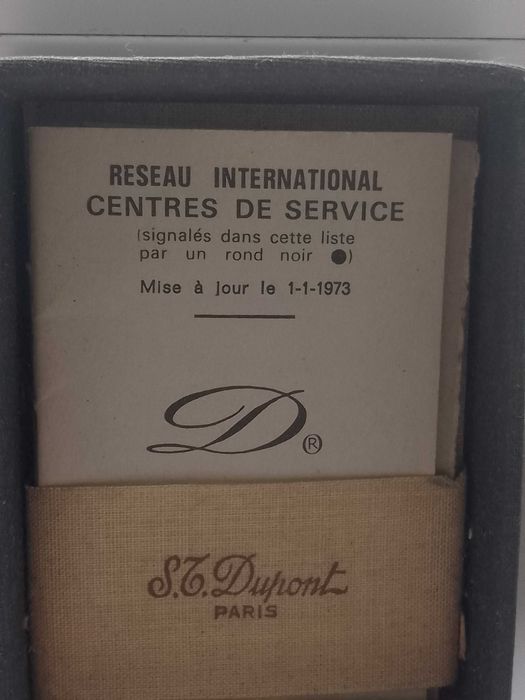 RESEAU INTERNATIONAL
CENTRES DE SERVICE
(signalés dans cette liste
par un rond noir ●)
Mise à jour le 1-1-1973
D®
S.T. Dupont
PARIS